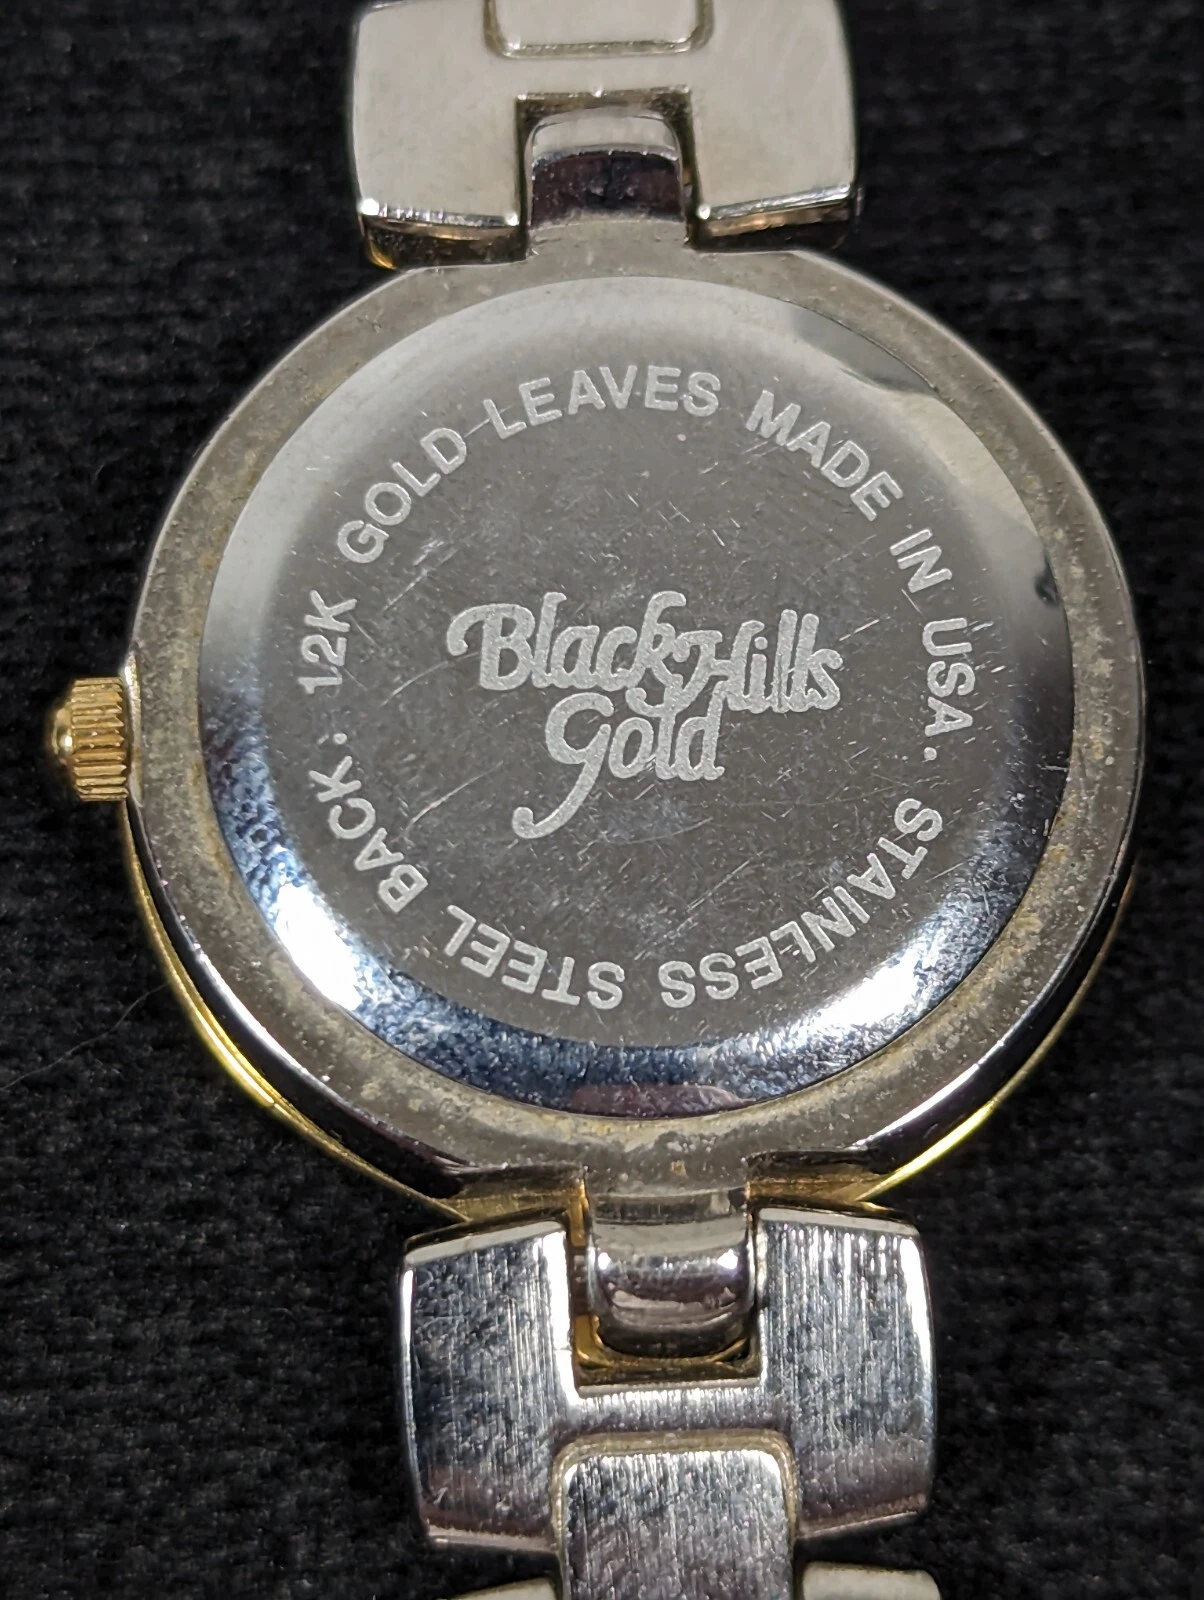 12K GOLD LEAVES MADE IN USA.
STAINLESS STEEL BACK.
Black Hills
Gold